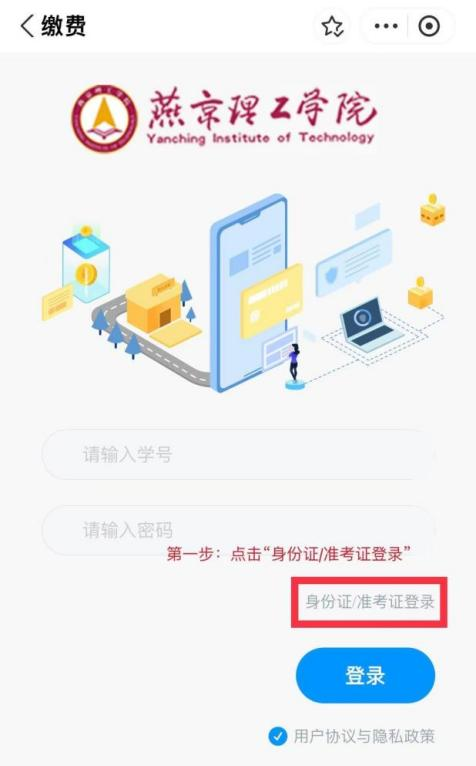 缴费
燕京理工学院
Yanching Institute of Technology
请输入学号
请输入密码
第一步：点击“身份证/准考证登录”
身份证/准考证登录
登录
用户协议与隐私政策